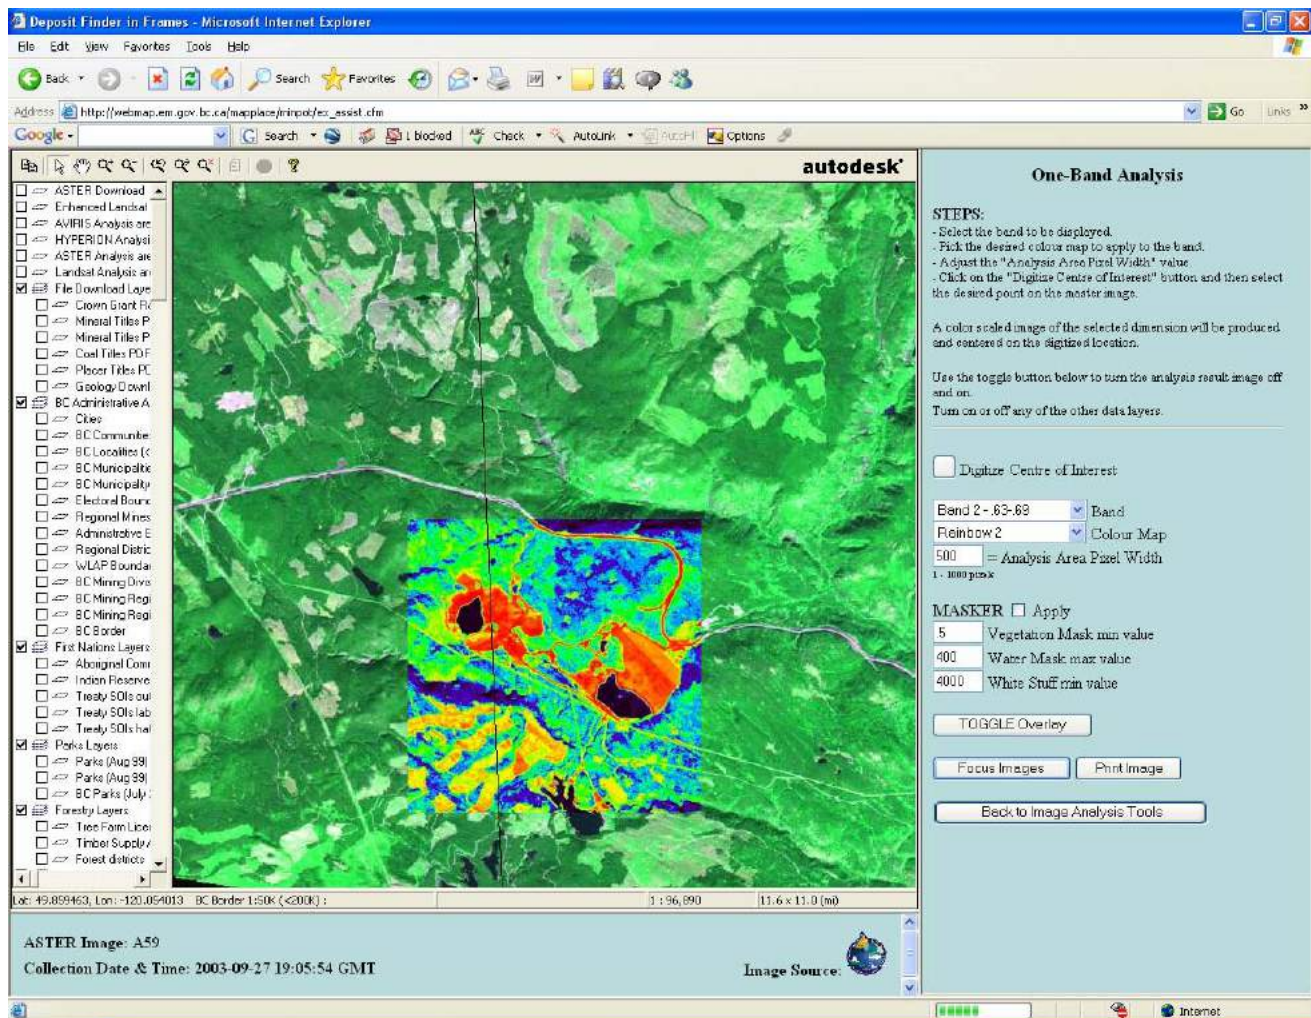 Deposit Finder in Frames - Microsoft Internet Explorer
File Edit View Favorites Tools Help
Back Search Favorites
Address http://webmap.em.gov.bc.ca/mapplace/minpot/ex_assist.cfm Go Links »
Google Search 1 blocked Check AutoLink AutoFill Options
autodesk
ASTER Download
Enhanced Landsat
AVIRIS Analysis are
HYPERION Analysi
ASTER Analysis are
Landsat Analysis are
File Download Laye
Crown Grant
Mineral Titles P
Mineral Titles P
Coal Titles PDF
Placer Titles PD
Geology Downl
BC Administrative A
Cities
BC Communitie
BC Localities (<
BC Municipalitie
BC Municipality
Electoral Bounc
Regional Mines
Administrative E
Regional Distric
WLAP Boundar
BC Mining Divis
BC Mining Regi
BC Mining Regi
BC Border
First Nations Layers
Aboriginal Com
Indian Reserve
Treaty SOIs out
Treaty SOIs lab
Treaty SOIs hat
Parks Layers
Parks (Aug 99)
Parks (Aug 99)
BC Parks (July
Forestry Layers
Tree Farm Licer
Timber Supply
Forest districts
Lat: 49.859463, Lon: -120.054013 BC Border 1:50K (<200K) : 1 : 96,890 11.6 x 11.0 (mi)
ASTER Image: A59
Collection Date & Time: 2003-09-27 19:05:54 GMT
Image Source:
One-Band Analysis
STEPS:
- Select the band to be displayed.
- Pick the desired colour map to apply to the band.
- Adjust the "Analysis Area Pixel Width" value
- Click on the "Digitize Centre of Interest" button and then select
the desired point on the master image.
A color scaled image of the selected dimension will be produced
and centered on the digitized location.
Use the toggle button below to turn the analysis result image off
and on.
Turn on or off any of the other data layers.
Digitize Centre of Interest
Band 2 - .63-.69 Band
Rainbow 2 Colour Map
500 = Analysis Area Pixel Width
1 - 1000 pixels
MASKER Apply
5 Vegetation Mask min value
400 Water Mask max value
4000 White Stuff min value
TOGGLE Overlay
Focus Images Print Image
Back to Image Analysis Tools
Internet